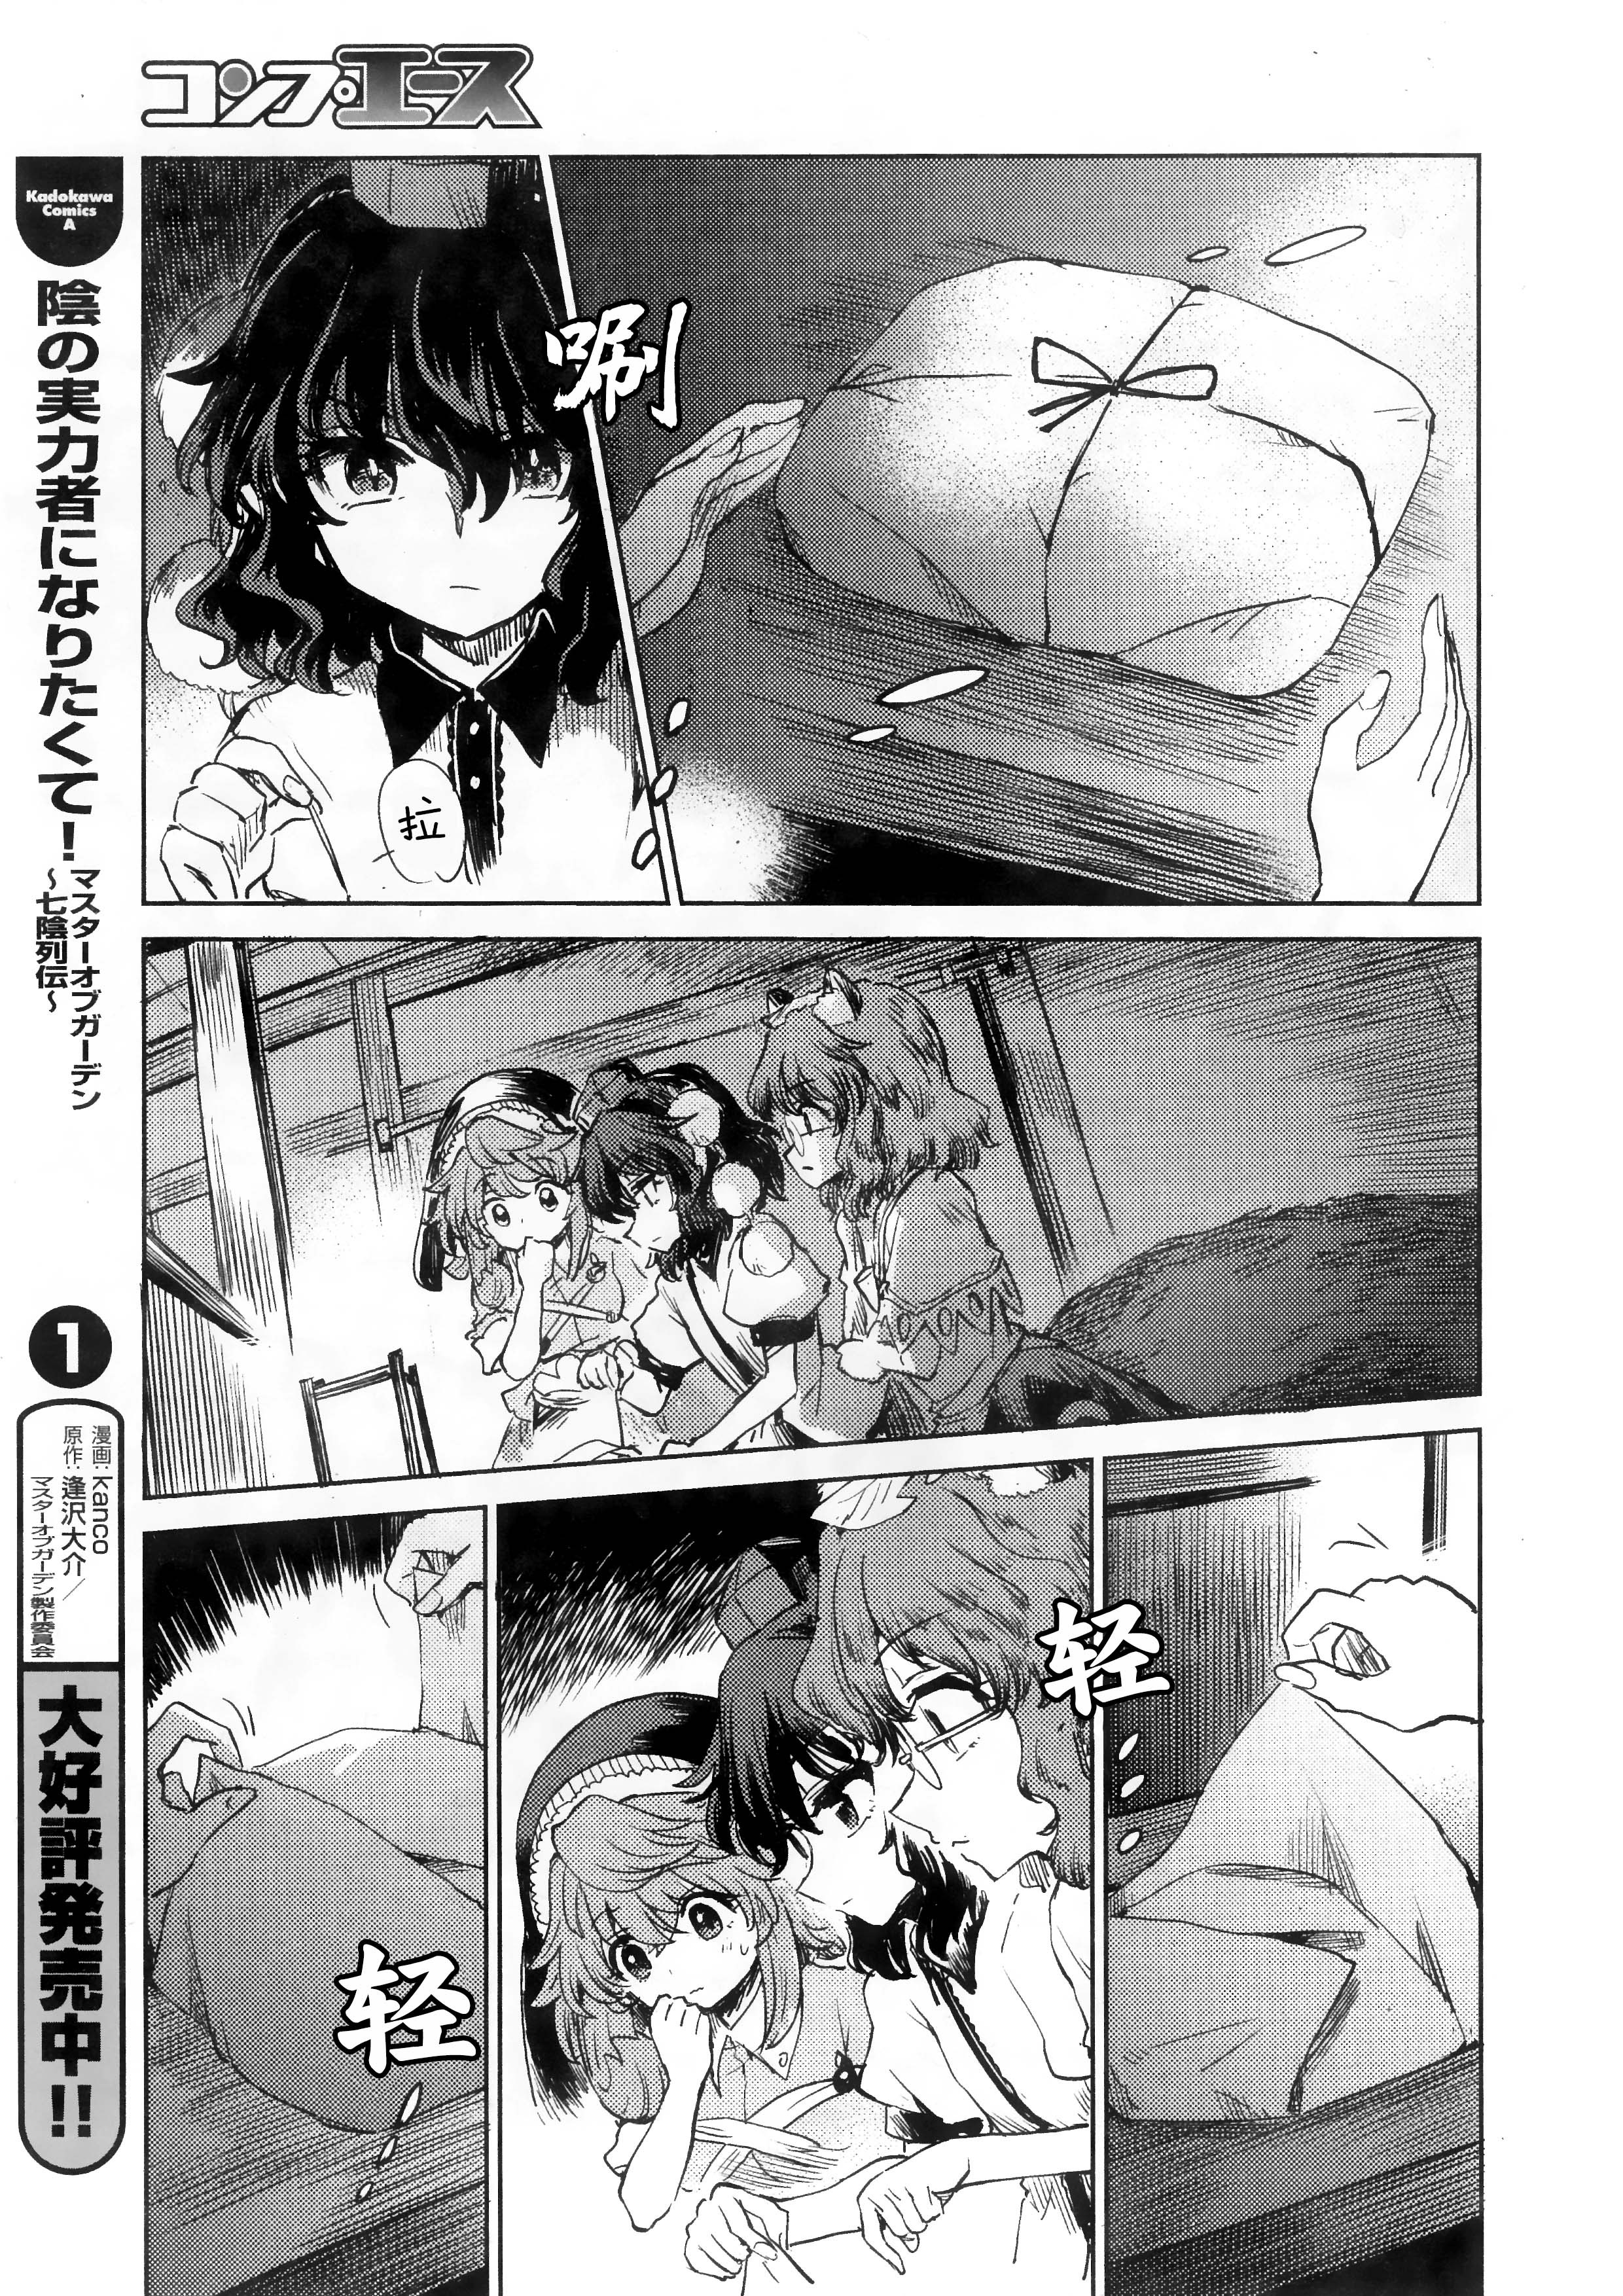 コンプエース
Kadokawa
Comics
A
陰の実力者になりたくて!
マスターオブガーデン
~七陰列伝~
1
漫画:kanco
原作:逢沢大介/
マスターオブガーデン製作委員会
大好評発売中!!
唰
拉
轻
轻